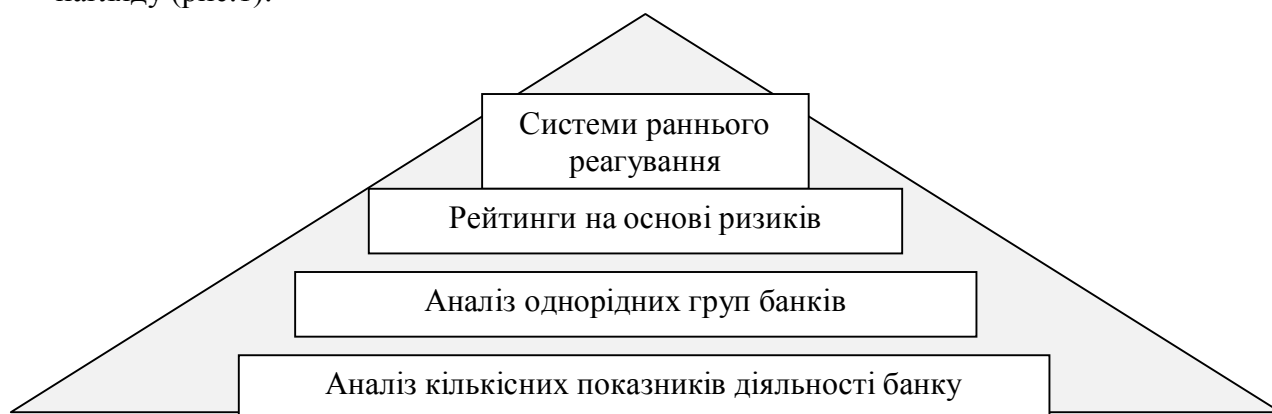 нагляду (рис.1).
Системи раннього
реагування
Рейтинги на основі ризиків
Аналіз однорідних груп банків
Аналіз кількісних показників діяльності банку